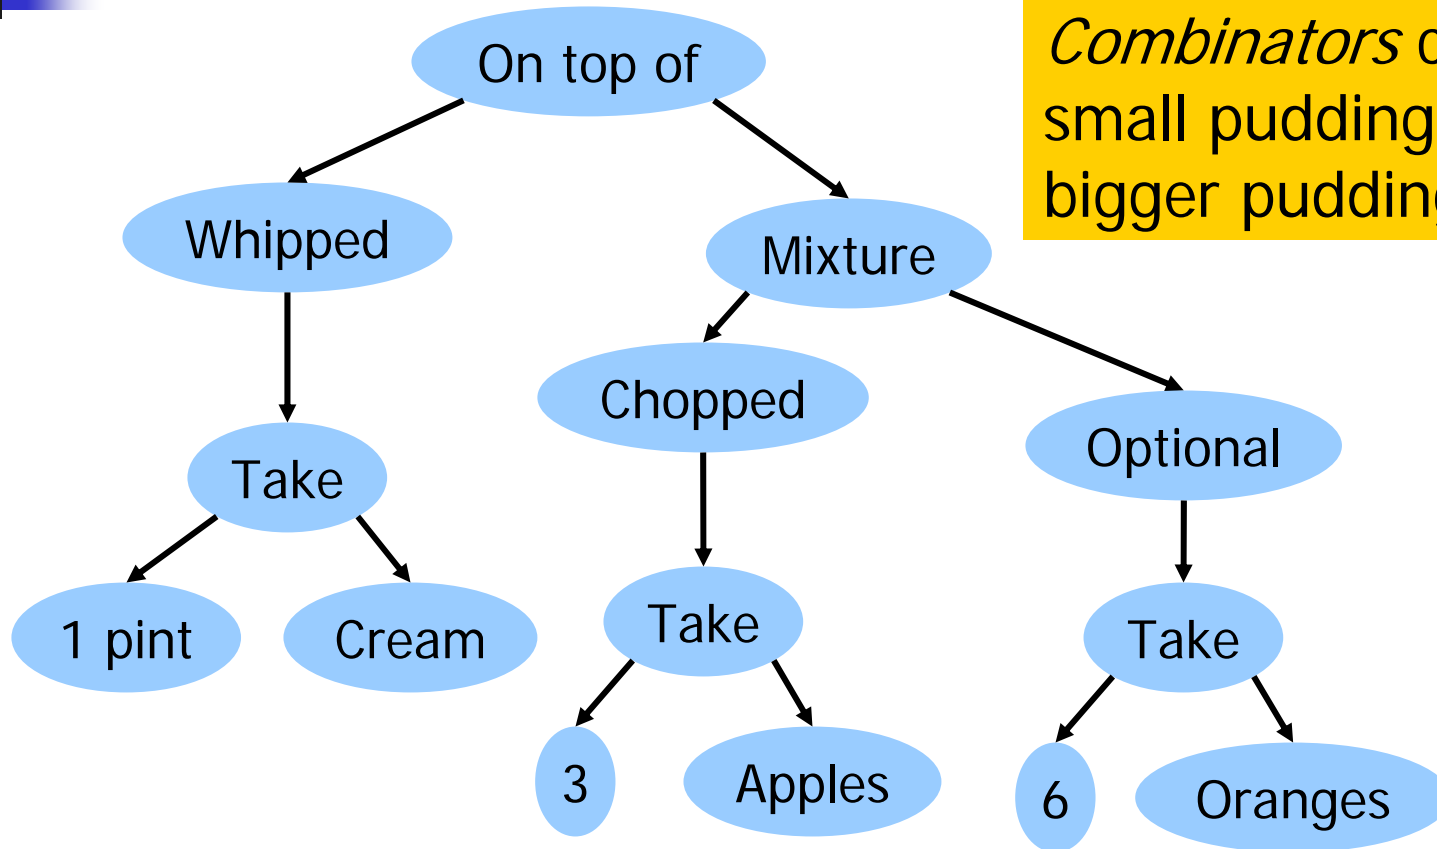 On top of
Combinators
small pudding
bigger pudding
Whipped
Mixture
Chopped
Optional
Take
Take
Take
1 pint
Cream
3
Apples
6
Oranges